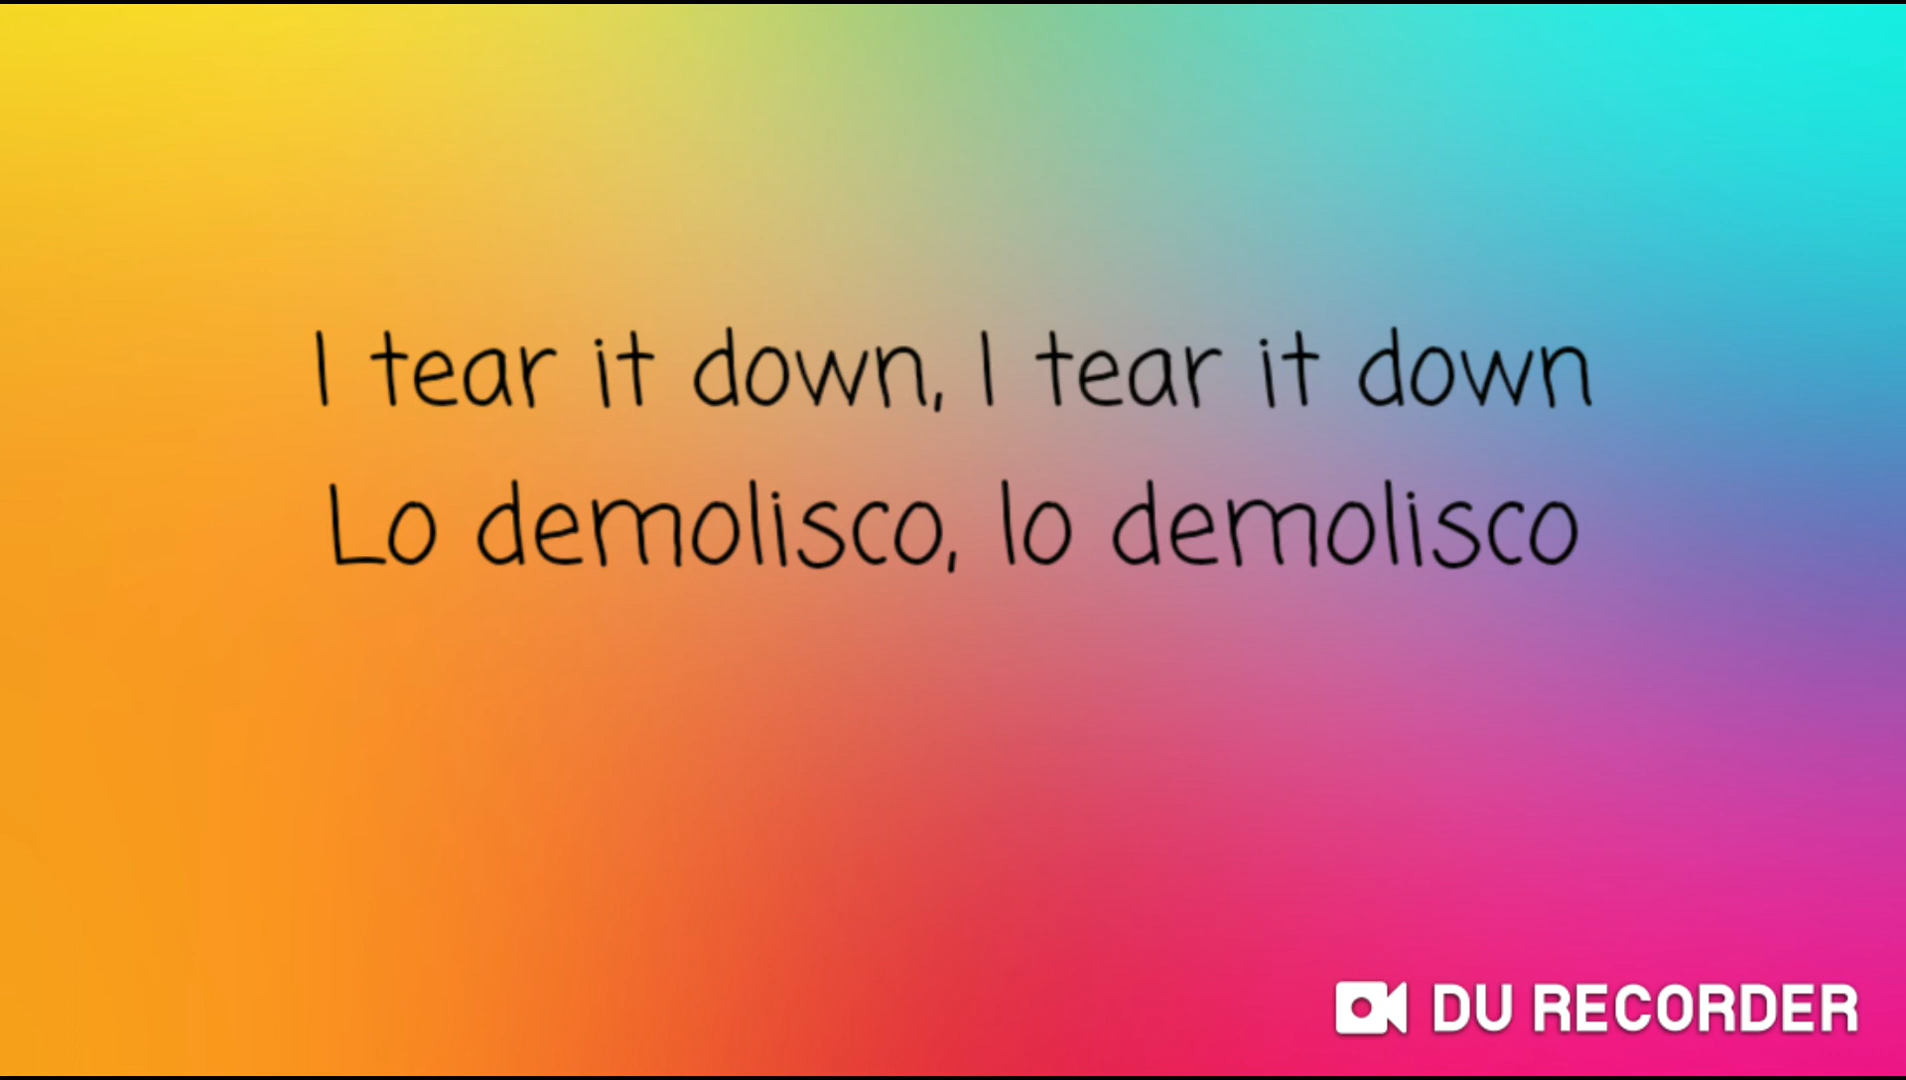 I tear it down, I tear it down
Lo demolisco, lo demolisco
DU RECORDER